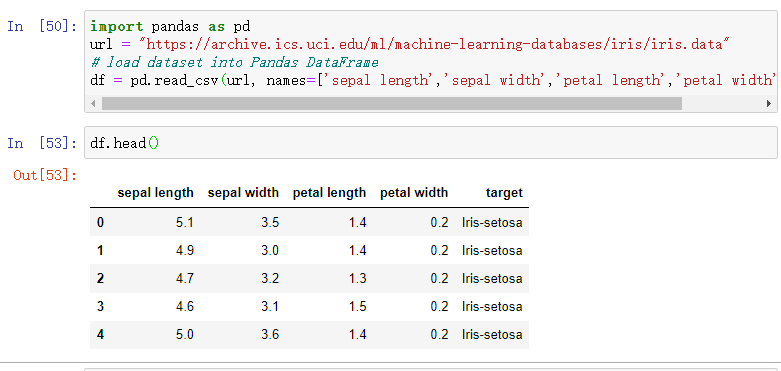 In [50]: import pandas as pd
url = "https://archive.ics.uci.edu/ml/machine-learning-databases/iris/iris.data"
# load dataset into Pandas DataFrame
df = pd.read_csv(url, names=['sepal length','sepal width','petal length','petal width'
In [53]: df.head()
Out[53]:
sepal length sepal width petal length petal width target
0 5.1 3.5 1.4 0.2 Iris-setosa
1 4.9 3.0 1.4 0.2 Iris-setosa
2 4.7 3.2 1.3 0.2 Iris-setosa
3 4.6 3.1 1.5 0.2 Iris-setosa
4 5.0 3.6 1.4 0.2 Iris-setosa